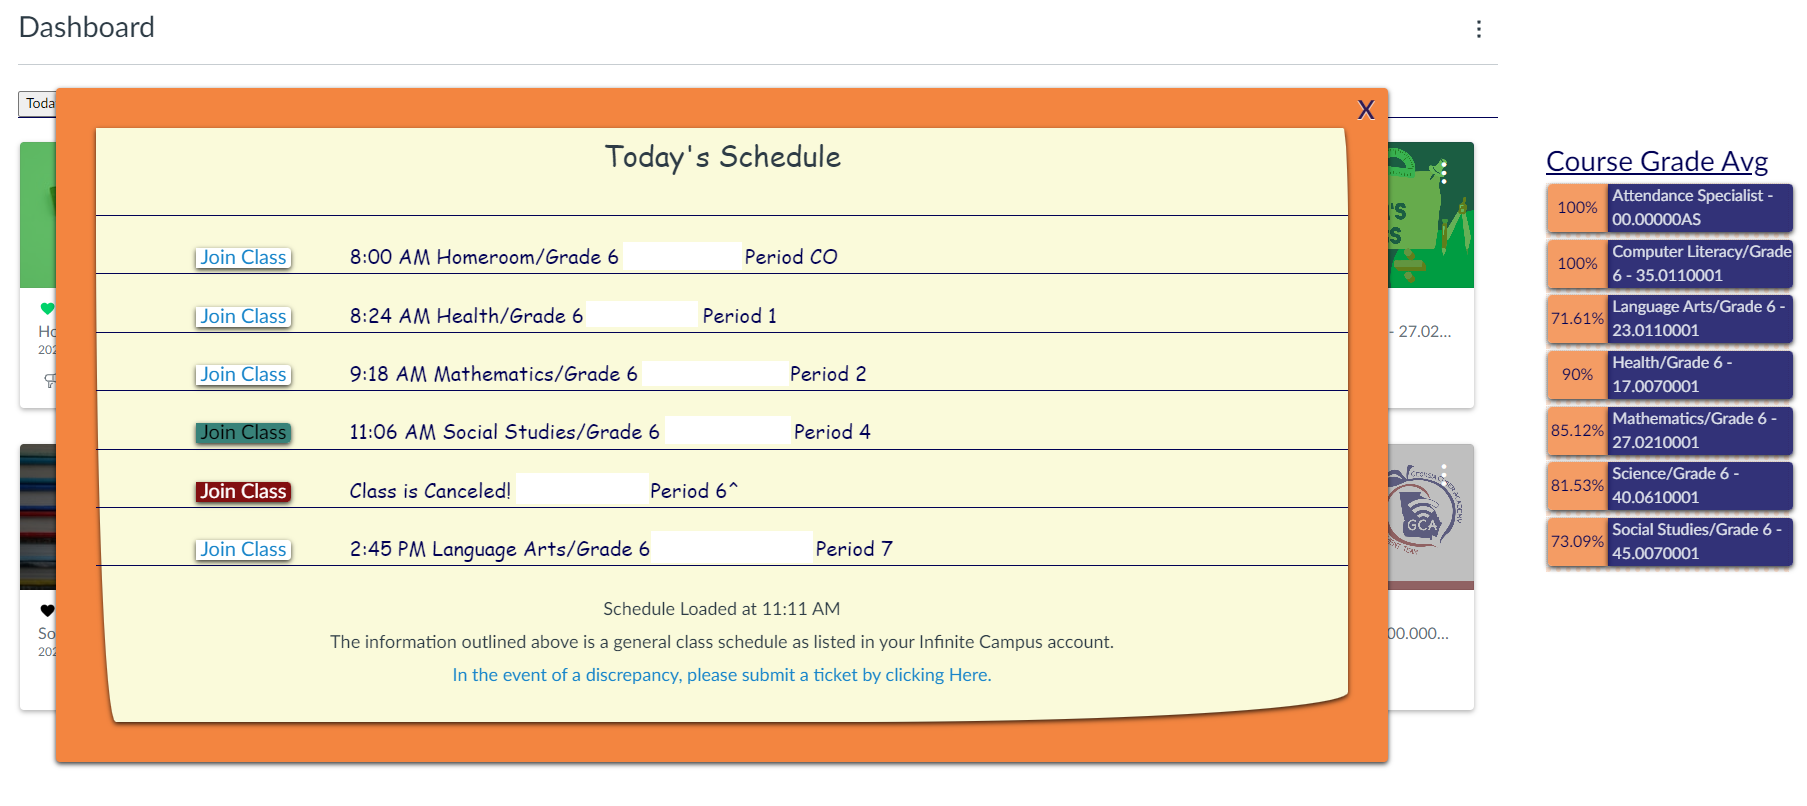 Dashboard
Toda
X
Today's Schedule
Join Class 8:00 AM Homeroom/Grade 6 Period CO
Join Class 8:24 AM Health/Grade 6 Period 1
Join Class 9:18 AM Mathematics/Grade 6 Period 2
Join Class 11:06 AM Social Studies/Grade 6 Period 4
Join Class Class is Canceled! Period 6^
Join Class 2:45 PM Language Arts/Grade 6 Period 7
Schedule Loaded at 11:11 AM
The information outlined above is a general class schedule as listed in your Infinite Campus account.
In the event of a discrepancy, please submit a ticket by clicking Here.
Ho
202
So
202
'S
S
- 27.02...
GCA
00.000...
Course Grade Avg
100%
Attendance Specialist -
00.00000AS
100%
Computer Literacy/Grade
6 - 35.0110001
71.61%
Language Arts/Grade 6 -
23.0110001
90%
Health/Grade 6 -
17.0070001
85.12%
Mathematics/Grade 6 -
27.0210001
81.53%
Science/Grade 6 -
40.0610001
73.09%
Social Studies/Grade 6 -
45.0070001